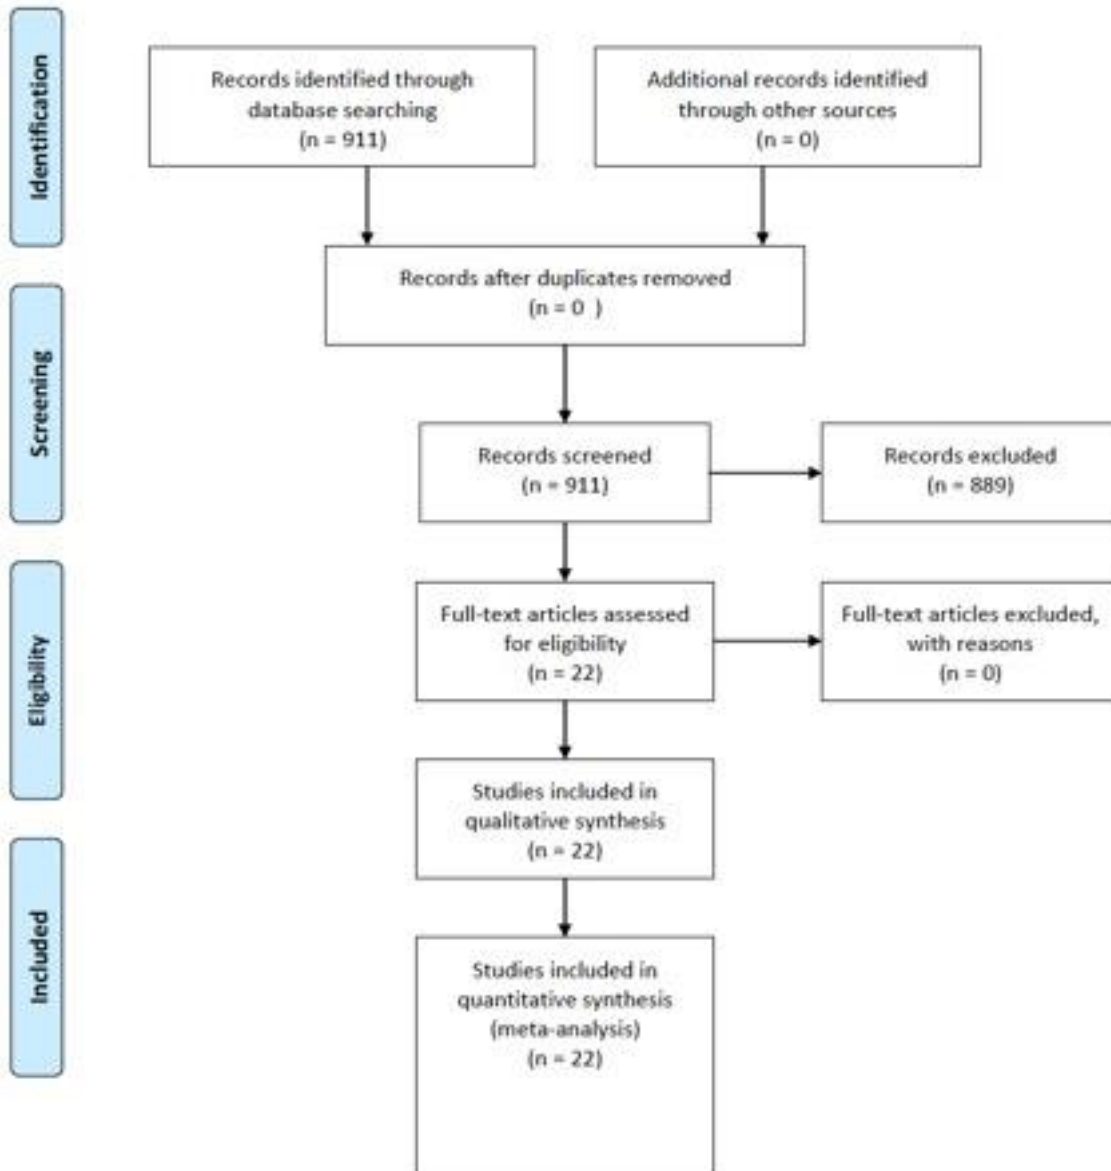 Identification
Records identified through
database searching
(n = 911)
Additional records identified
through other sources
(n = 0)
Records after duplicates removed
(n = 0  )
Screening
Records screened
(n = 911)
Records excluded
(n = 889)
Eligibility
Full-text articles assessed
for eligibility
(n = 22)
Full-text articles excluded,
with reasons
(n = 0)
Studies included in
qualitative synthesis
(n = 22)
Included
Studies included in
quantitative synthesis
(meta-analysis)
(n = 22)